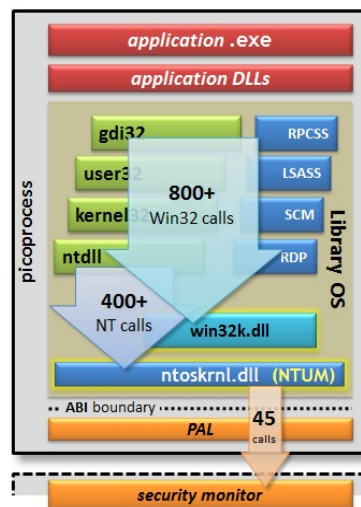 application .exe
application DLLs
gdi32
RPCSS
user32
LSASS
800+
Win32 calls
kernel32
SCM
ntdll
RDP
picoprocess
Library OS
400+
NT calls
win32k.dll
ntoskrnl.dll (NTUM)
ABI boundary
45
calls
PAL
security monitor